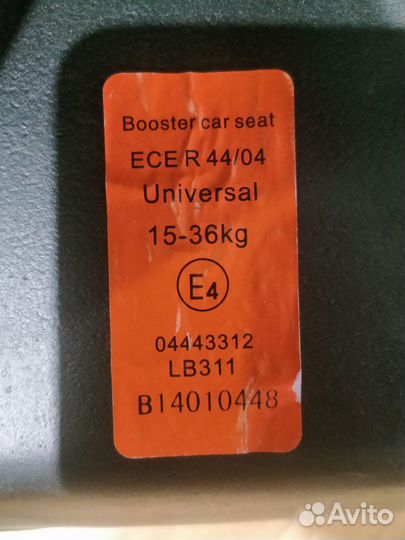 Booster car seat
ECE R 44/04
Universal
15-36kg
E4
04443312
LB311
B14010448
Avito